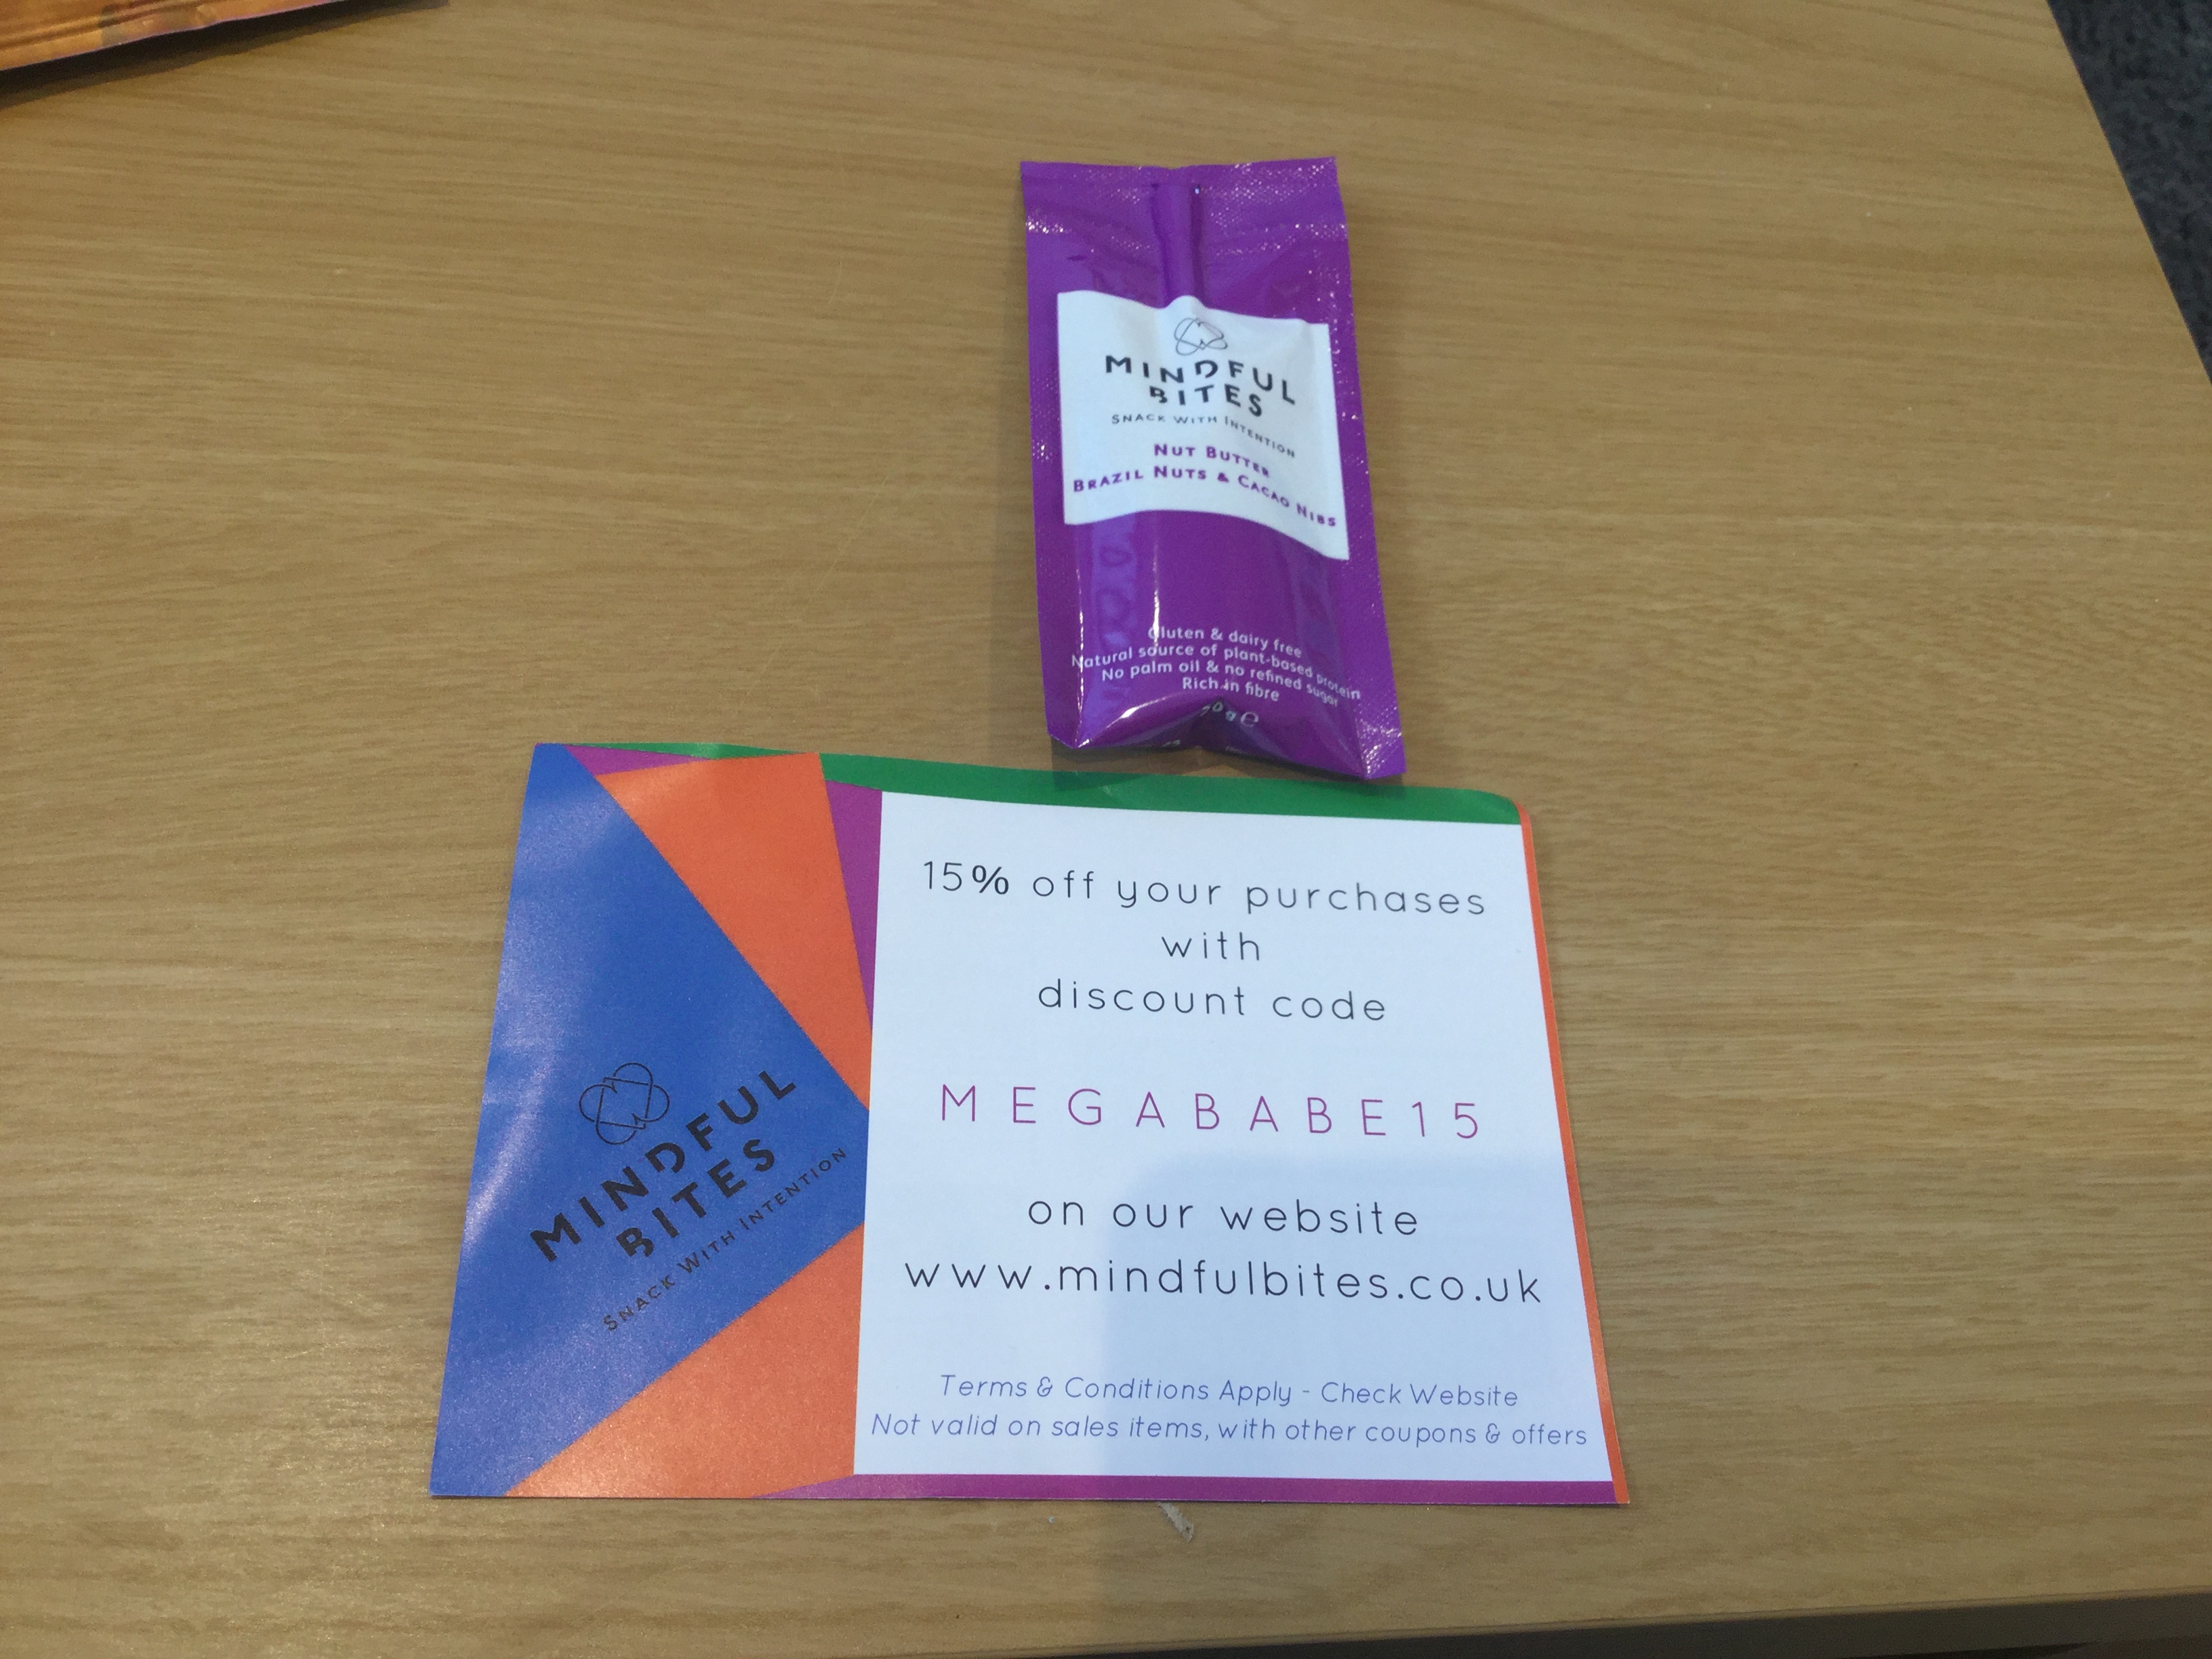 MINDFUL
BITES
SNACK WITH INTENTION
NUT BUTTER
BRAZIL NUTS & CACAO NIBS
Gluten & dairy free
Natural source of plant-based protein
No palm oil & no refined sugar
Rich in fibre
15% off your purchases
with
discount code
MEGABABE15
on our website
www.mindfulbites.co.uk
Terms & Conditions Apply - Check Website
Not valid on sales items, with other coupons & offers
MINDFUL
BITES
SNACK WITH INTENTION